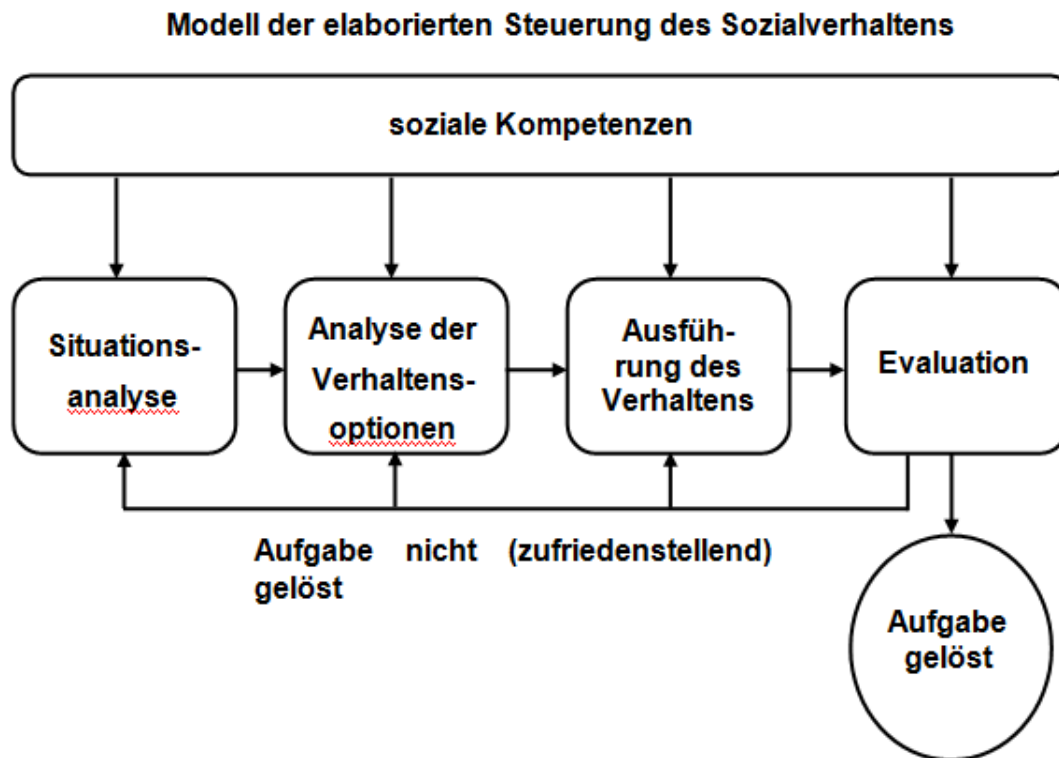 Modell der elaborierten Steuerung des Sozialverhaltens
soziale Kompetenzen
Situations-
analyse
Analyse der
Verhaltens-
optionen
Ausfüh-
rung des
Verhaltens
Evaluation
Aufgabe nicht (zufriedenstellend)
gelöst
Aufgabe
gelöst